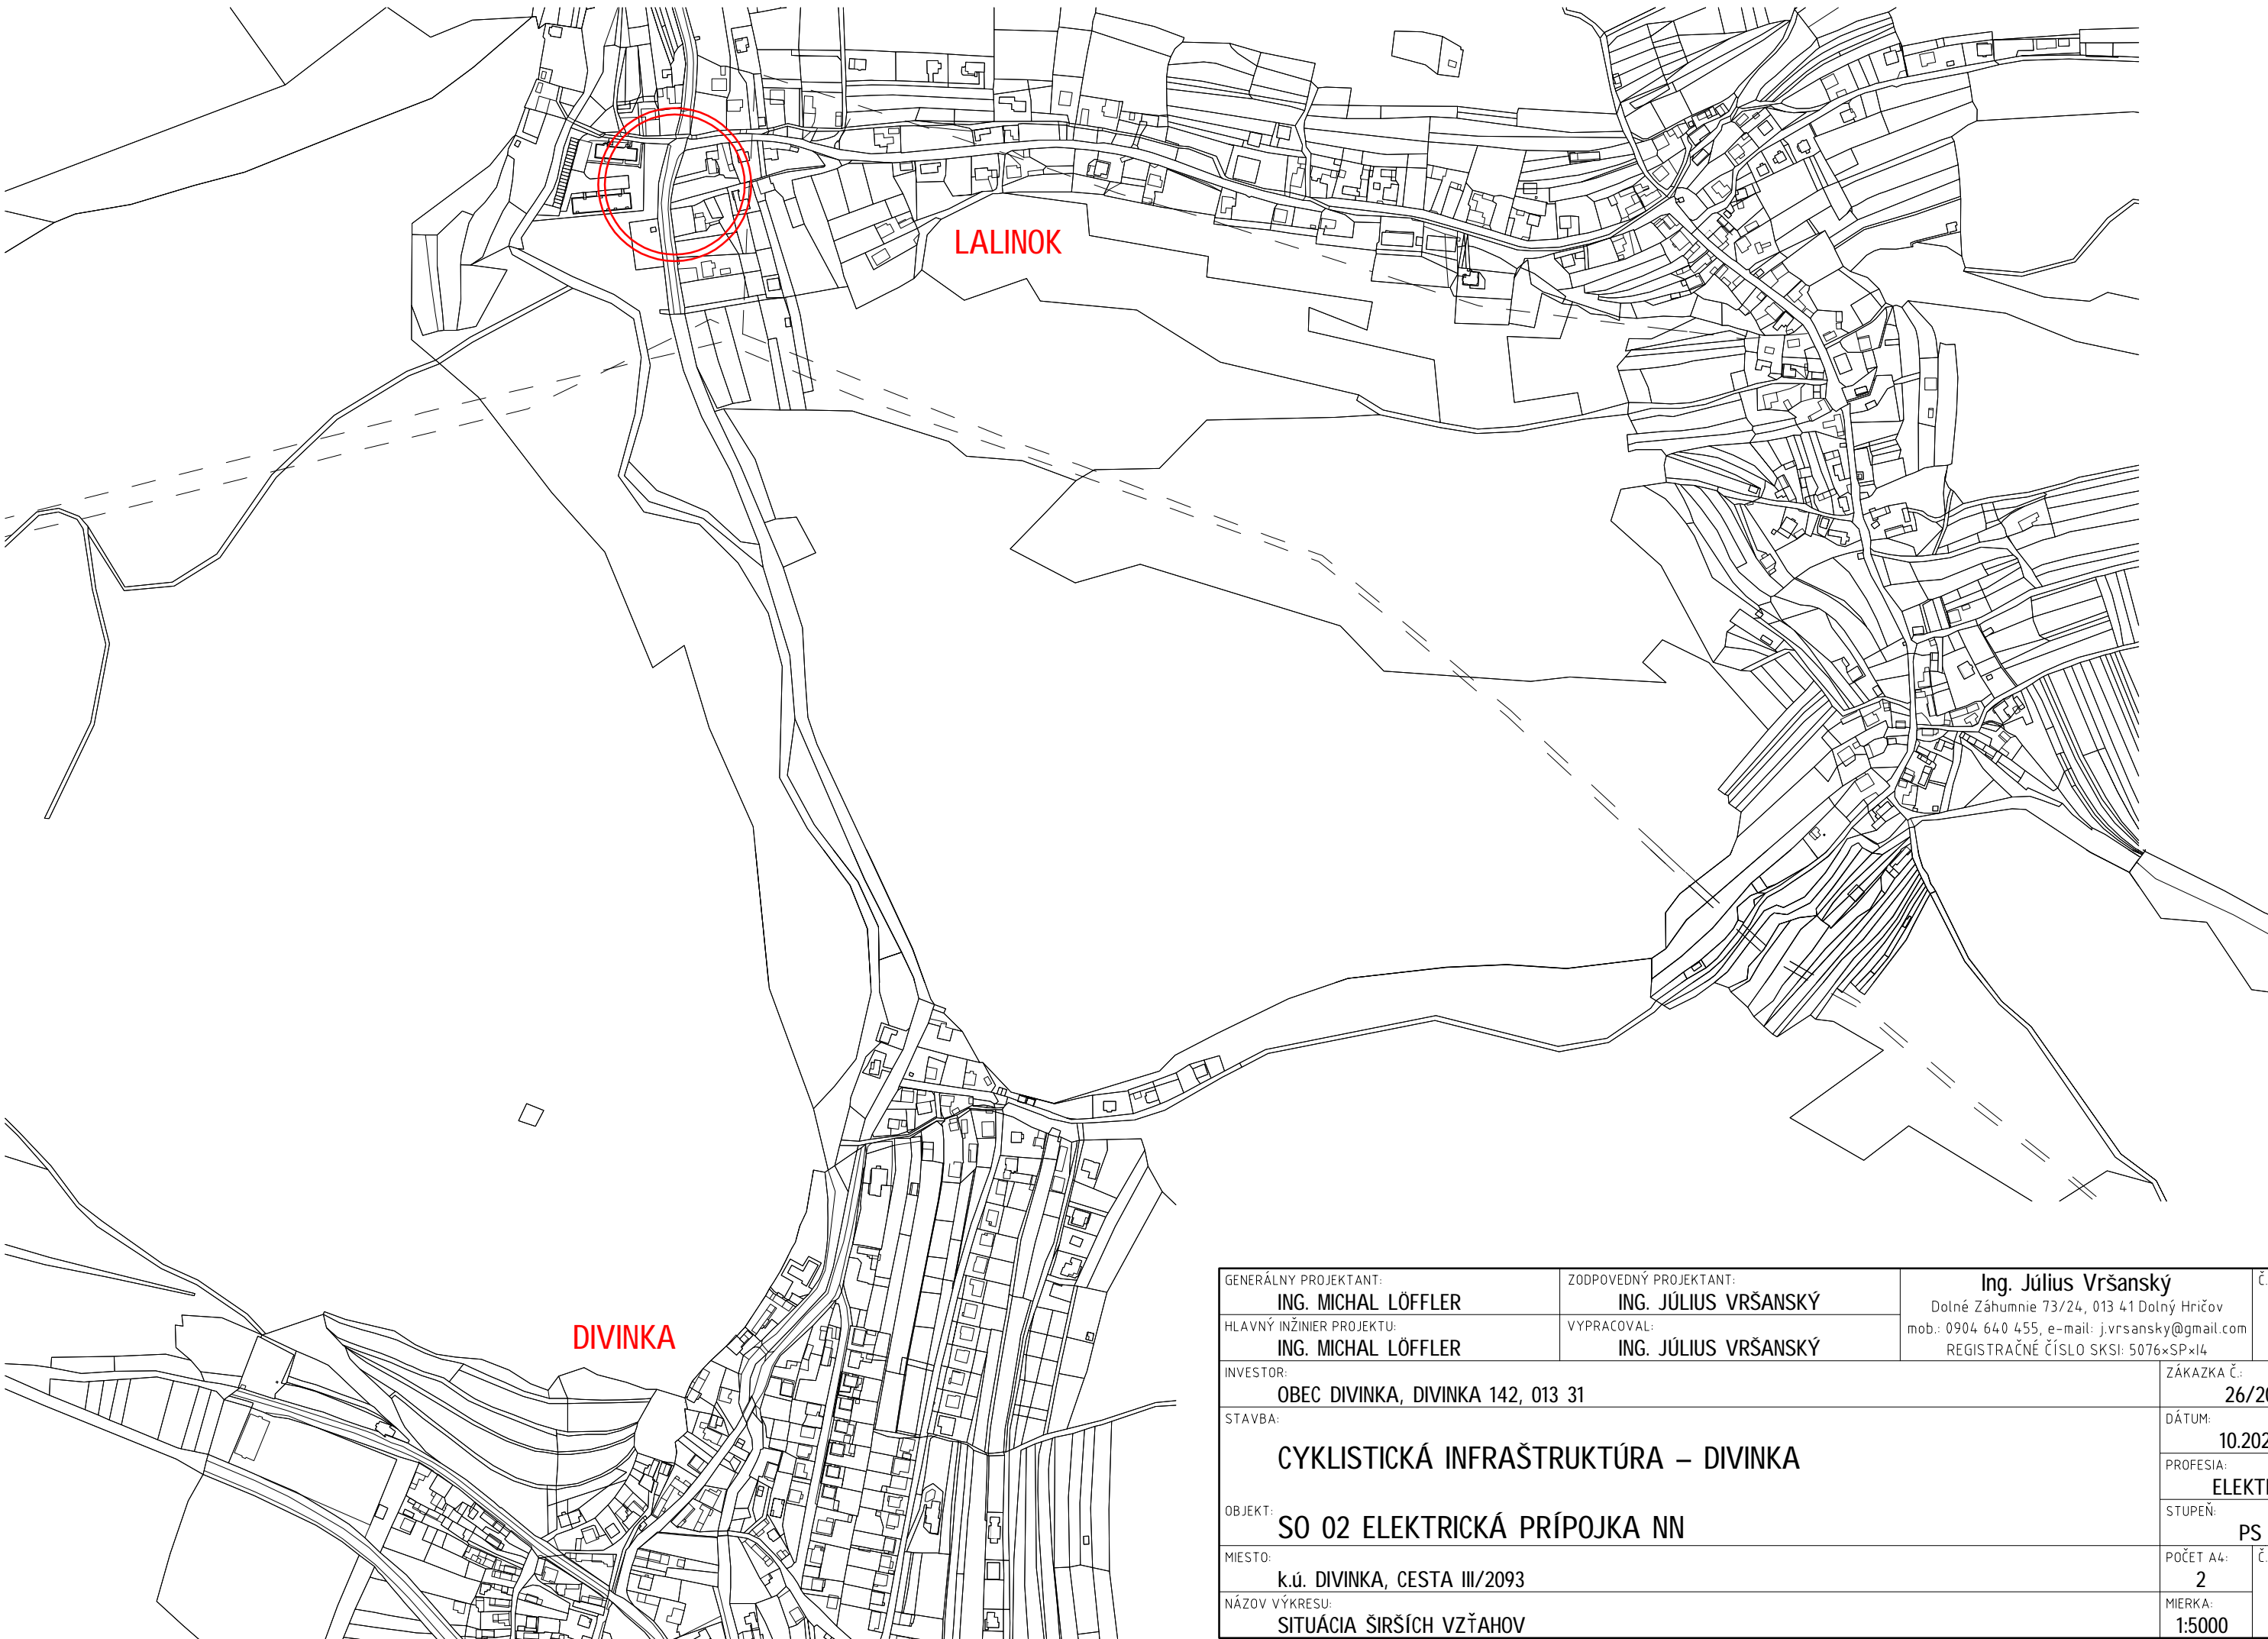 LALINOK
DIVINKA
GENERÁLNY PROJEKTANT:
ING. MICHAL LÖFFLER
ZODPOVEDNÝ PROJEKTANT:
ING. JÚLIUS VRŠANSKÝ
HLAVNÝ INŽINIER PROJEKTU:
ING. MICHAL LÖFFLER
VYPRACOVAL:
ING. JÚLIUS VRŠANSKÝ
Ing. Július Vršanský
Dolné Záhumnie 73/24, 013 41 Dolný Hričov
mob.: 0904 640 455, e-mail: j.vrsansky@gmail.com
REGISTRAČNÉ ČÍSLO SKSI: 5076×SP×I4
INVESTOR:
OBEC DIVINKA, DIVINKA 142, 013 31
ZÁKAZKA Č.:
STAVBA:
CYKLISTICKÁ INFRAŠTRUKTÚRA – DIVINKA
DÁTUM:
PROFESIA:
OBJEKT:
SO 02 ELEKTRICKÁ PRÍPOJKA NN
STUPEŇ:
PS
MIESTO:
k.ú. DIVINKA, CESTA III/2093
POČET A4:
2
NÁZOV VÝKRESU:
SITUÁCIA ŠIRŠÍCH VZŤAHOV
MIERKA:
1:5000